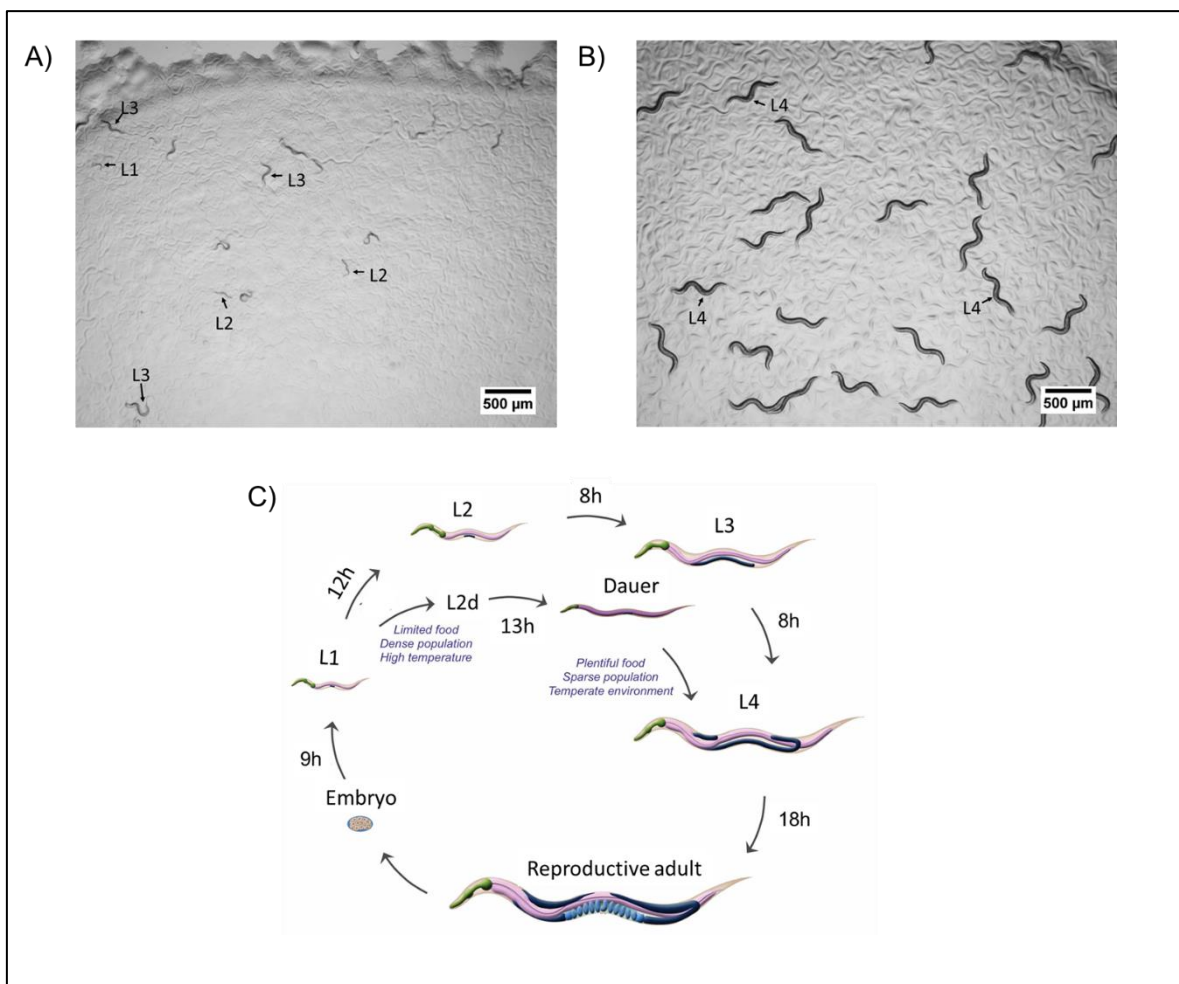 A)
L3
L1
L3
L2
L2
L3
500 µm
B)
L4
L4
L4
500 µm
C)
L2
8h
L3
12h
L2d
13h
Dauer
Limited food
Dense population
High temperature
8h
L1
Plentiful food
Sparse population
Temperate environment
L4
9h
Embryo
18h
Reproductive adult